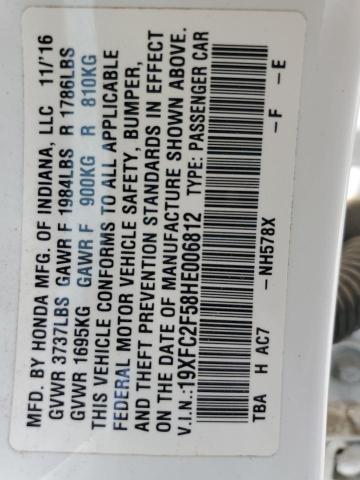 MFD. BY HONDA MFG. OF INDIANA, LLC 11/'16
GVWR 3737LBS GAWR F 1984LBS R 1786LBS
GVWR 1695KG GAWR F 900KG R 810KG
THIS VEHICLE CONFORMS TO ALL APPLICABLE
FEDERAL MOTOR VEHICLE SAFETY, BUMPER,
AND THEFT PREVENTION STANDARDS IN EFFECT
ON THE DATE OF MANUFACTURE SHOWN ABOVE.
V.I.N.: 19XFC2F58HE006812 TYPE: PASSENGER CAR
TBA H AC7 -NH578X -F -E